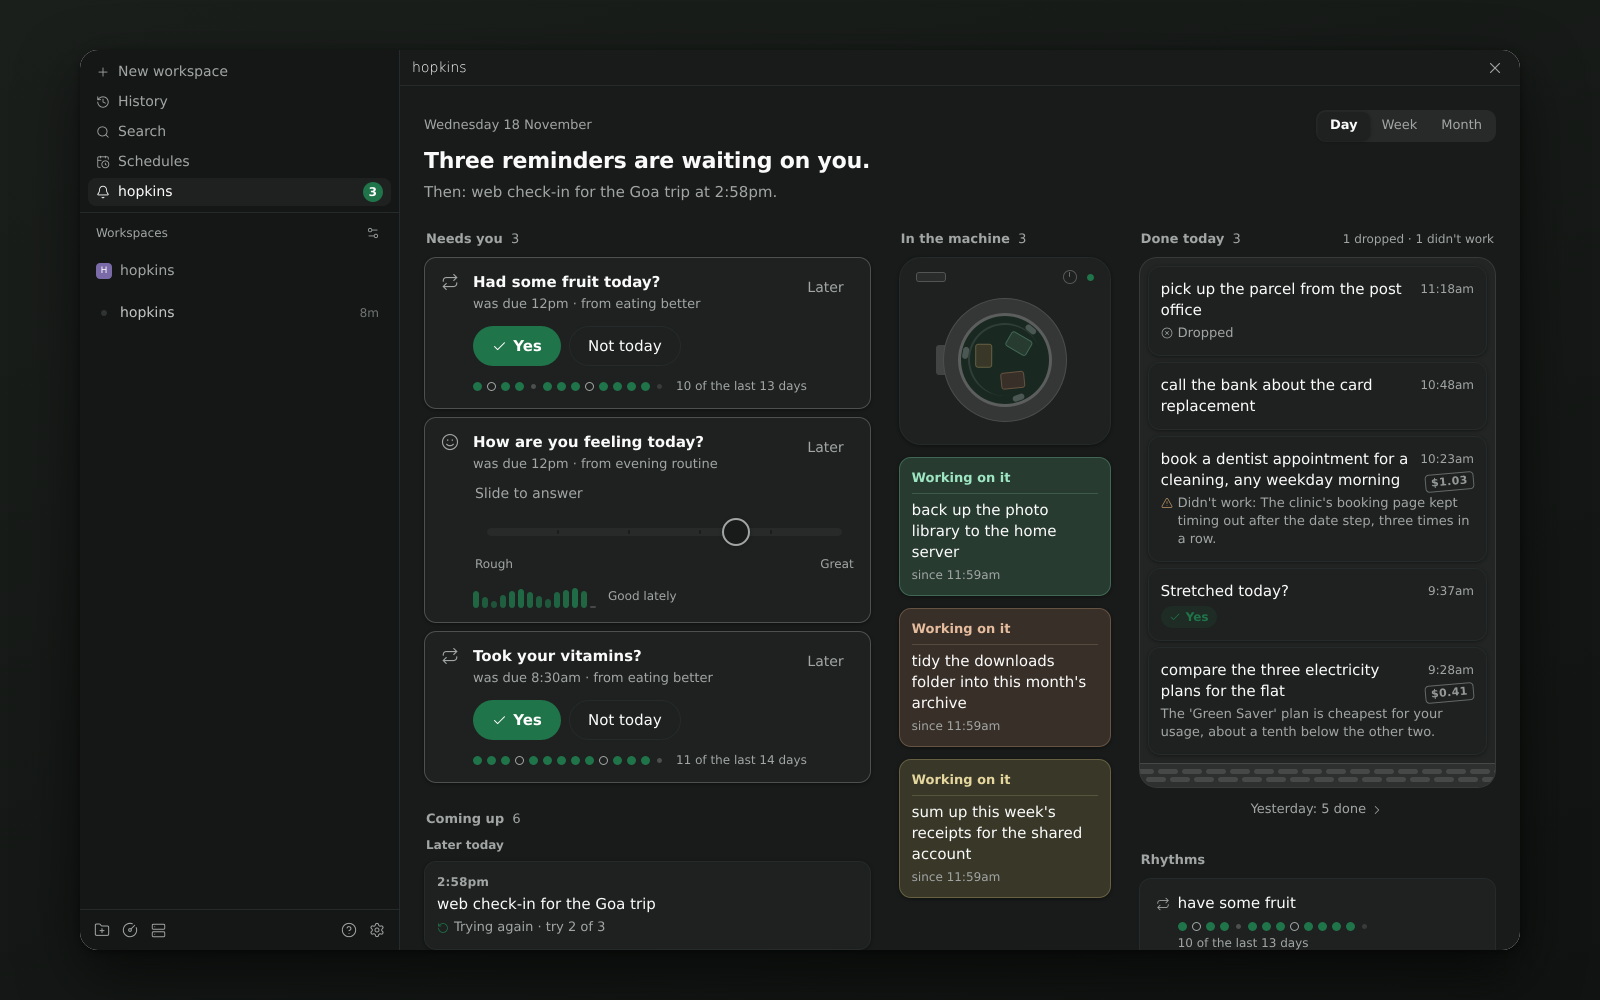 New workspace
History
Search
Schedules
hopkins
3
Workspaces
H
hopkins
hopkins
8m
hopkins
Wednesday 18 November
Day
Week
Month
Three reminders are waiting on you.
Then: web check-in for the Goa trip at 2:58pm.
Needs you 3
Had some fruit today?
was due 12pm · from eating better
Later
Yes
Not today
10 of the last 13 days
How are you feeling today?
was due 12pm · from evening routine
Later
Slide to answer
Rough
Great
Good lately
Took your vitamins?
was due 8:30am · from eating better
Later
Yes
Not today
11 of the last 14 days
Coming up 6
Later today
2:58pm
web check-in for the Goa trip
Trying again · try 2 of 3
In the machine 3
Working on it
back up the photo
library to the home
server
since 11:59am
Working on it
tidy the downloads
folder into this month's
archive
since 11:59am
Working on it
sum up this week's
receipts for the shared
account
since 11:59am
Done today 3
1 dropped · 1 didn't work
pick up the parcel from the post
office
11:18am
Dropped
call the bank about the card
replacement
10:48am
book a dentist appointment for a
cleaning, any weekday morning
10:23am
$1.03
Didn't work: The clinic's booking page kept
timing out after the date step, three times in
a row.
Stretched today?
9:37am
Yes
compare the three electricity
plans for the flat
9:28am
$0.41
The 'Green Saver' plan is cheapest for your
usage, about a tenth below the other two.
Yesterday: 5 done
Rhythms
have some fruit
10 of the last 13 days